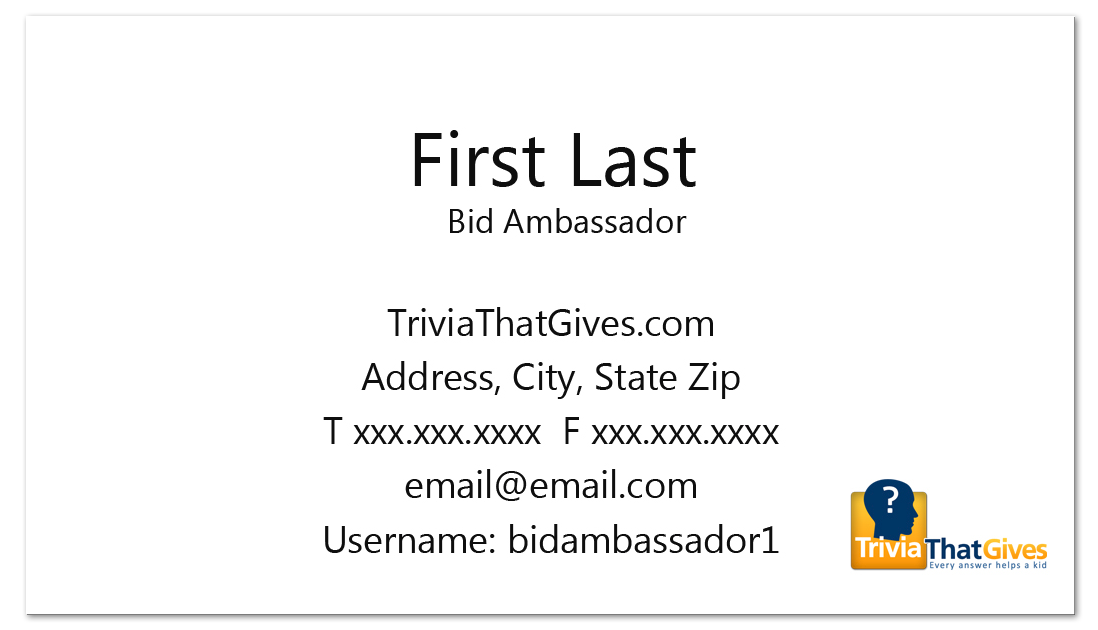 First Last
Bid Ambassador
TriviaThatGives.com
Address, City, State Zip
T xxx.xxx.xxxx  F xxx.xxx.xxxx
email@email.com
Username: bidambassador1
?
TriviaThatGives
Every answer helps a kid